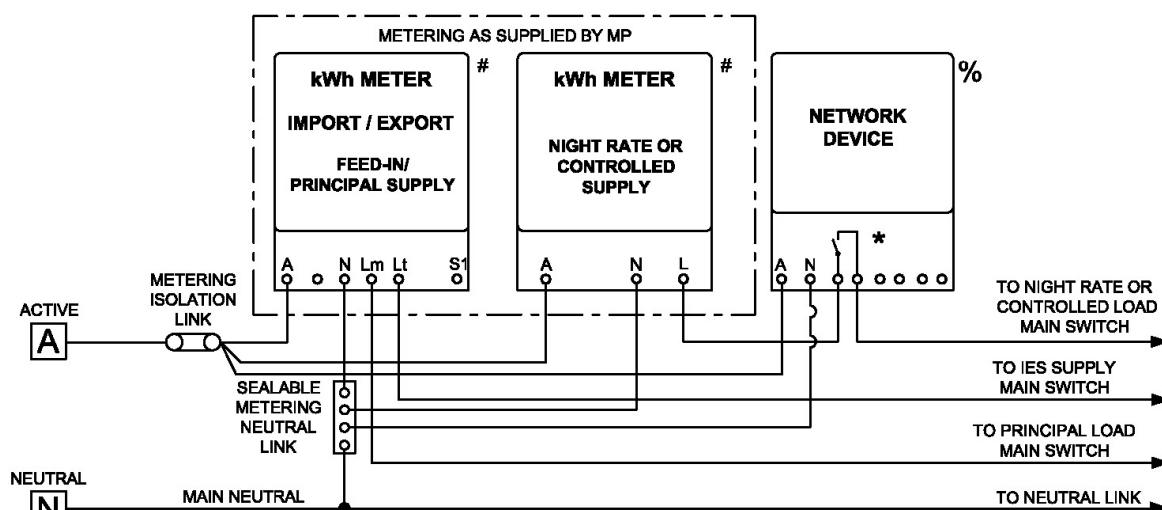 METERING AS SUPPLIED BY MP
kWh METER
#
IMPORT / EXPORT
FEED-IN/
PRINCIPAL SUPPLY
A
N
Lm
Lt
S1
kWh METER
#
NIGHT RATE OR
CONTROLLED
SUPPLY
A
N
L
%
NETWORK
DEVICE
*
A
N
METERING
ISOLATION
LINK
ACTIVE
A
SEALABLE
METERING
NEUTRAL
LINK
NEUTRAL
N
MAIN NEUTRAL
TO NIGHT RATE OR
CONTROLLED LOAD
MAIN SWITCH
TO IES SUPPLY
MAIN SWITCH
TO PRINCIPAL LOAD
MAIN SWITCH
TO NEUTRAL LINK